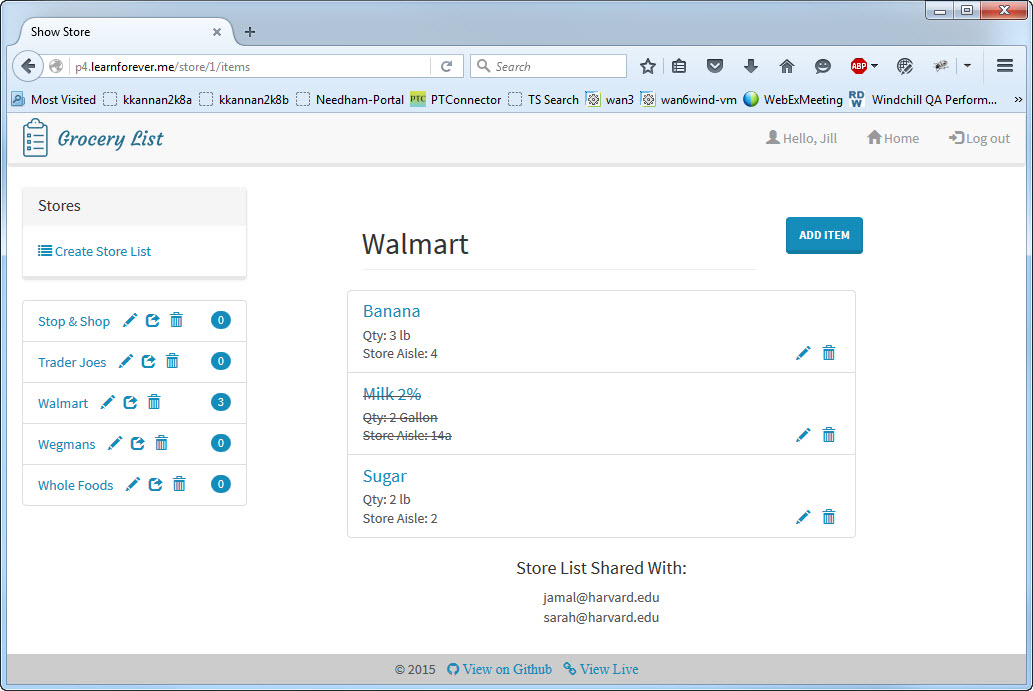 Show Store
p4.learnforever.me/store/1/items
Search
ABP
Most Visited kkannan2k8a kkannan2k8b Needham-Portal PTC PTConnector TS Search wan3 wan6wind-vm WebExMeeting RD W Windchill QA Perform... »
Grocery List
Hello, Jill Home Log out
Stores
Create Store List
Stop & Shop 0
Trader Joes 0
Walmart 3
Wegmans 0
Whole Foods 0
Walmart
ADD ITEM
Banana
Qty: 3 lb
Store Aisle: 4
Milk 2%
Qty: 2 Gallon
Store Aisle: 14a
Sugar
Qty: 2 lb
Store Aisle: 2
Store List Shared With:
jamal@harvard.edu
sarah@harvard.edu
© 2015 View on Github View Live